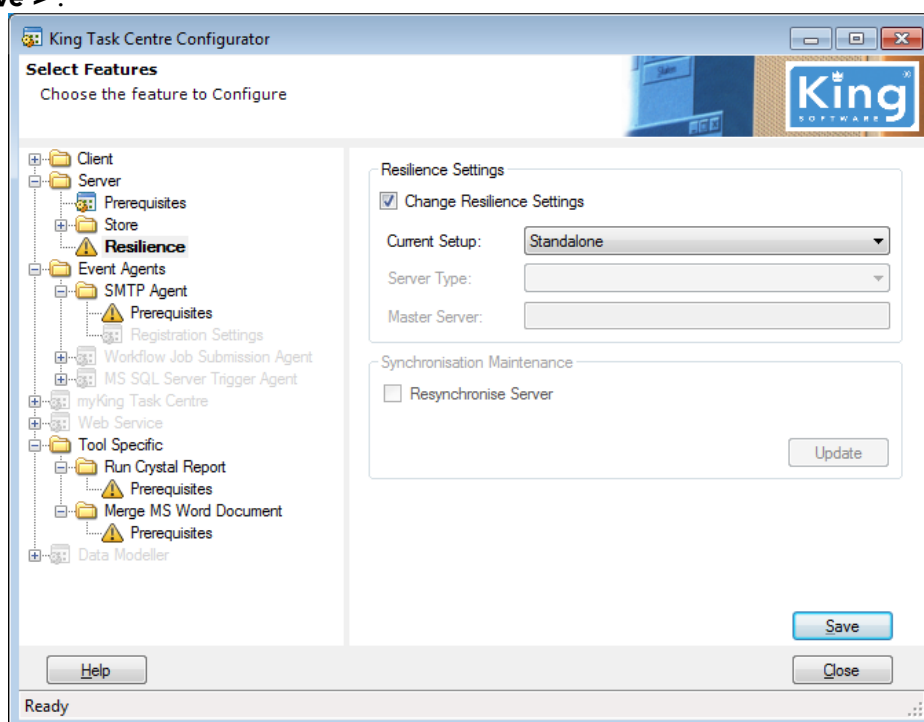 King Task Centre Configurator
Select Features
Choose the feature to Configure
King
SOFTWARE
Client
Server
Prerequisites
Store
Resilience
Event Agents
SMTP Agent
Prerequisites
Registration Settings
Workflow Job Submission Agent
MS SQL Server Trigger Agent
myKing Task Centre
Web Service
Tool Specific
Run Crystal Report
Prerequisites
Merge MS Word Document
Prerequisites
Data Modeller
Resilience Settings
Change Resilience Settings
Current Setup: Standalone
Server Type:
Master Server:
Synchronisation Maintenance
Resynchronise Server
Update
Save
Help
Close
Ready